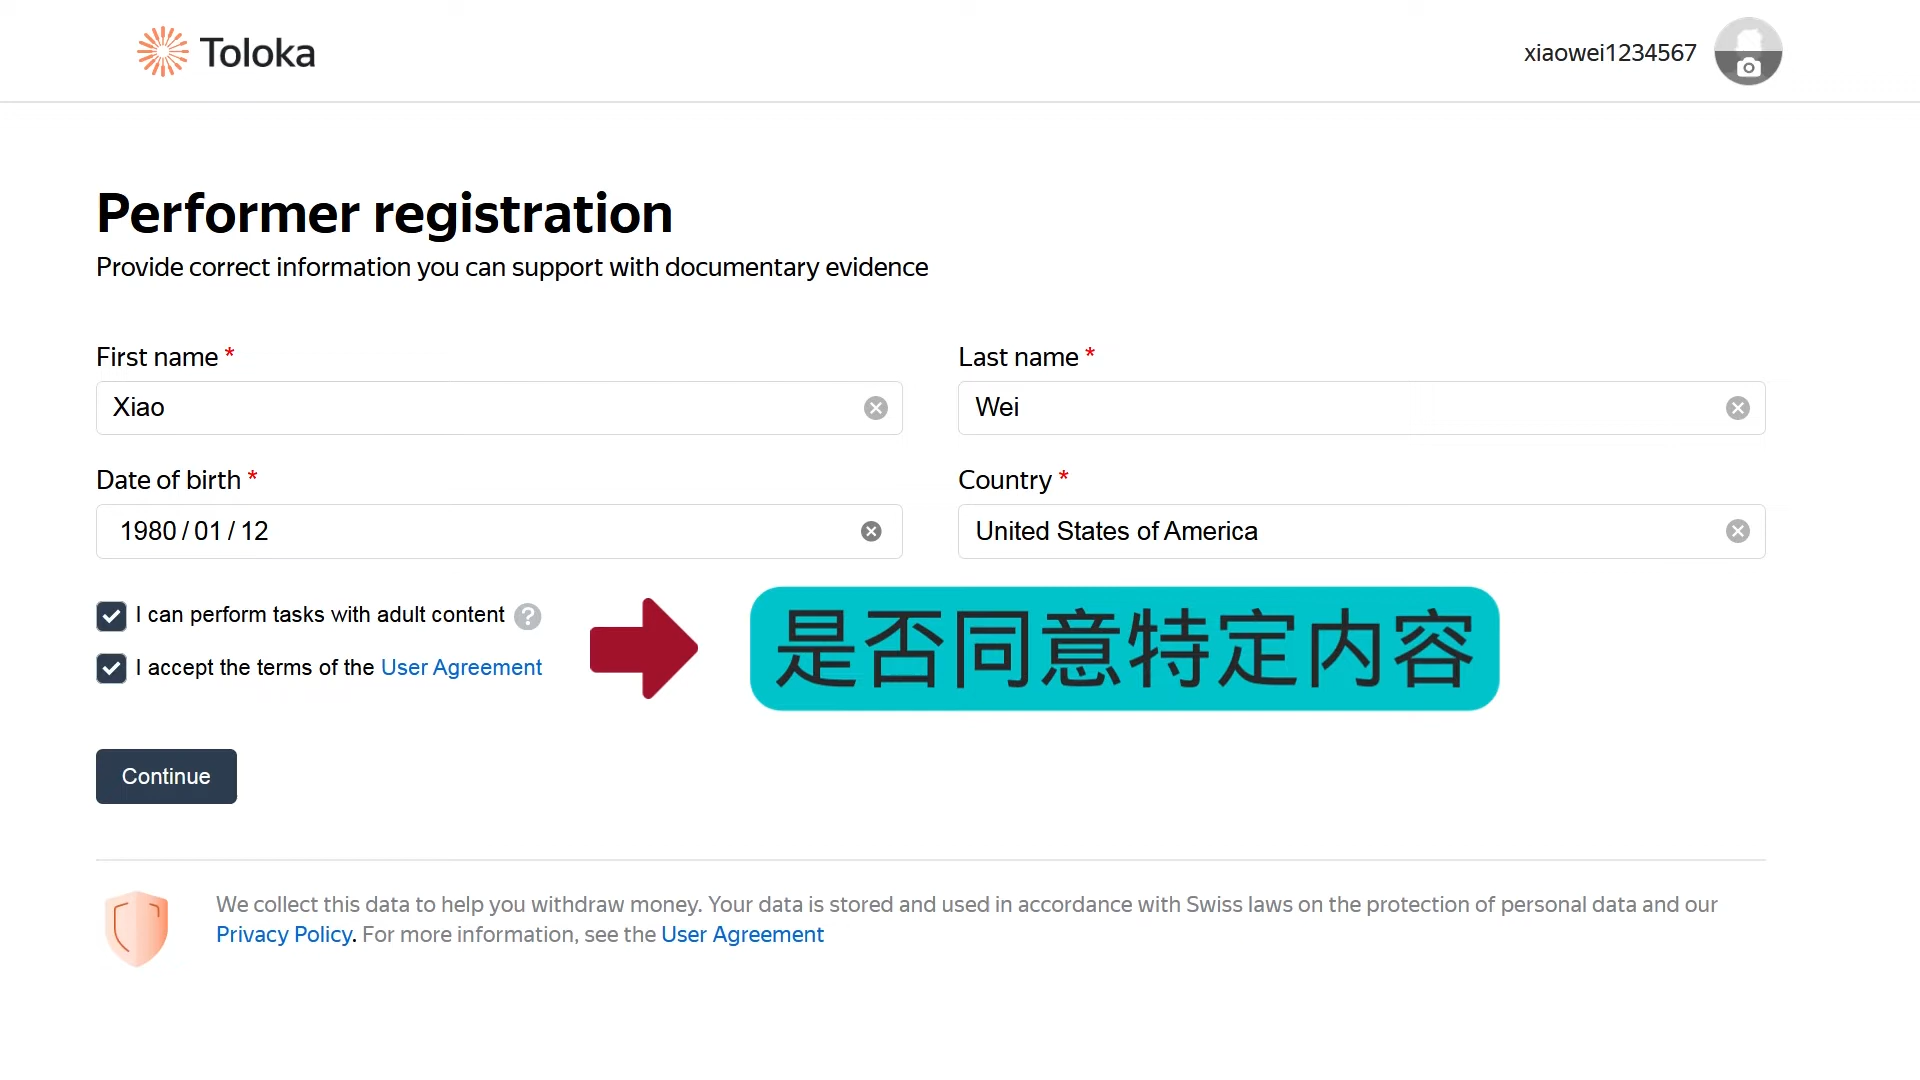 Toloka
xiaowei1234567
Performer registration
Provide correct information you can support with documentary evidence
First name *
Last name *
Xiao
Wei
Date of birth *
Country *
1980 / 01 / 12
United States of America
I can perform tasks with adult content ?
I accept the terms of the User Agreement
是否同意特定内容
Continue
We collect this data to help you withdraw money. Your data is stored and used in accordance with Swiss laws on the protection of personal data and our
Privacy Policy. For more information, see the User Agreement